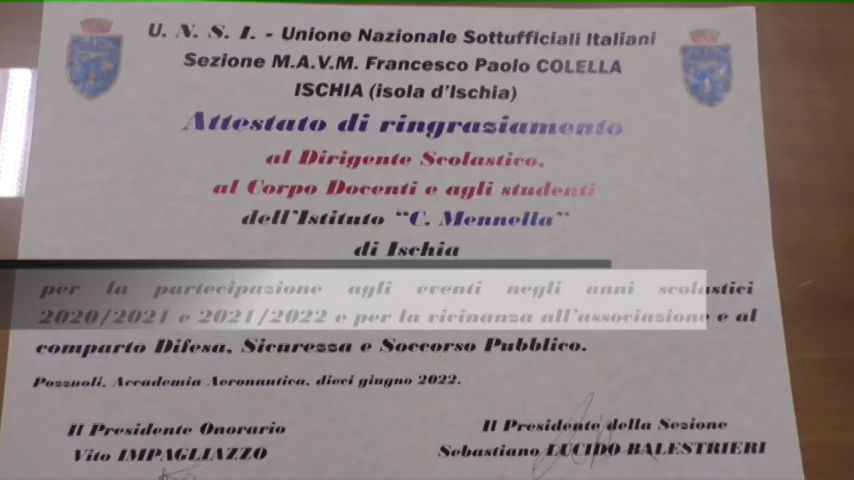 U. N. S. I. - Unione Nazionale Sottufficiali Italiani
Sezione M.A.V.M. Francesco Paolo COLELLA
ISCHIA (isola d'Ischia)
Attestato di ringraziamento
al Dirigente Scolastico,
al Corpo Docenti e agli studenti
dell'Istituto "C. Mennella"
di Ischia
per la partecipazione agli eventi negli anni scolastici
2020/2021 e 2021/2022 e per la vicinanza all'associazione e al
comparto Difesa, Sicurezza e Soccorso Pubblico.
Pozzuoli, Accademia Aeronautica, dieci giugno 2022.
Il Presidente Onorario
Vito IMPAGLIAZZO
Il Presidente della Sezione
Sebastiano LUCIDO BALESTRIERI